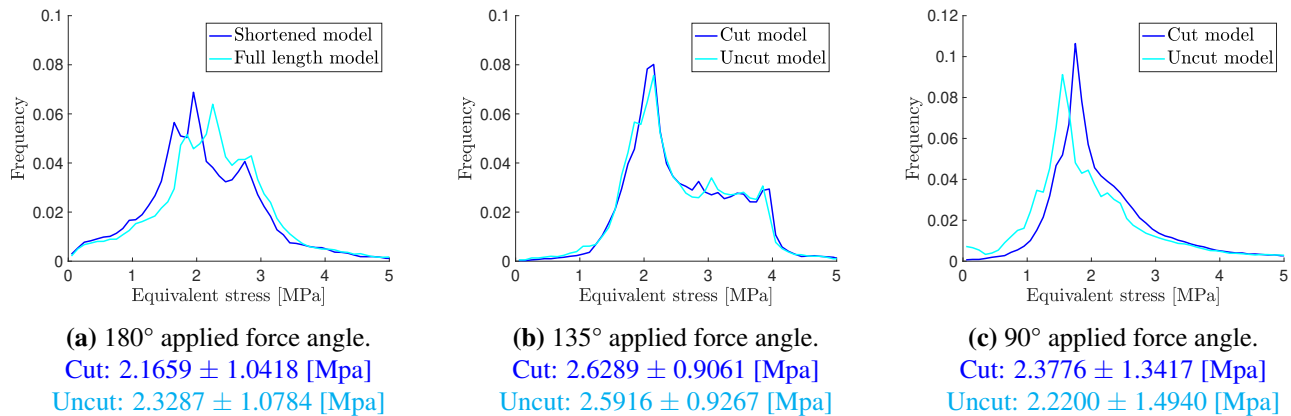 0.1
0.08
0.06
0.04
0.02
0
Frequency
0 1 2 3 4 5
Equivalent stress [MPa]
Shortened model
Full length model
(a) 180° applied force angle.
Cut: 2.1659 ± 1.0418 [Mpa]
Uncut: 2.3287 ± 1.0784 [Mpa]
0.1
0.08
0.06
0.04
0.02
0
Frequency
0 1 2 3 4 5
Equivalent stress [MPa]
Cut model
Uncut model
(b) 135° applied force angle.
Cut: 2.6289 ± 0.9061 [Mpa]
Uncut: 2.5916 ± 0.9267 [Mpa]
0.12
0.1
0.08
0.06
0.04
0.02
0
Frequency
0 1 2 3 4 5
Equivalent stress [MPa]
Cut model
Uncut model
(c) 90° applied force angle.
Cut: 2.3776 ± 1.3417 [Mpa]
Uncut: 2.2200 ± 1.4940 [Mpa]